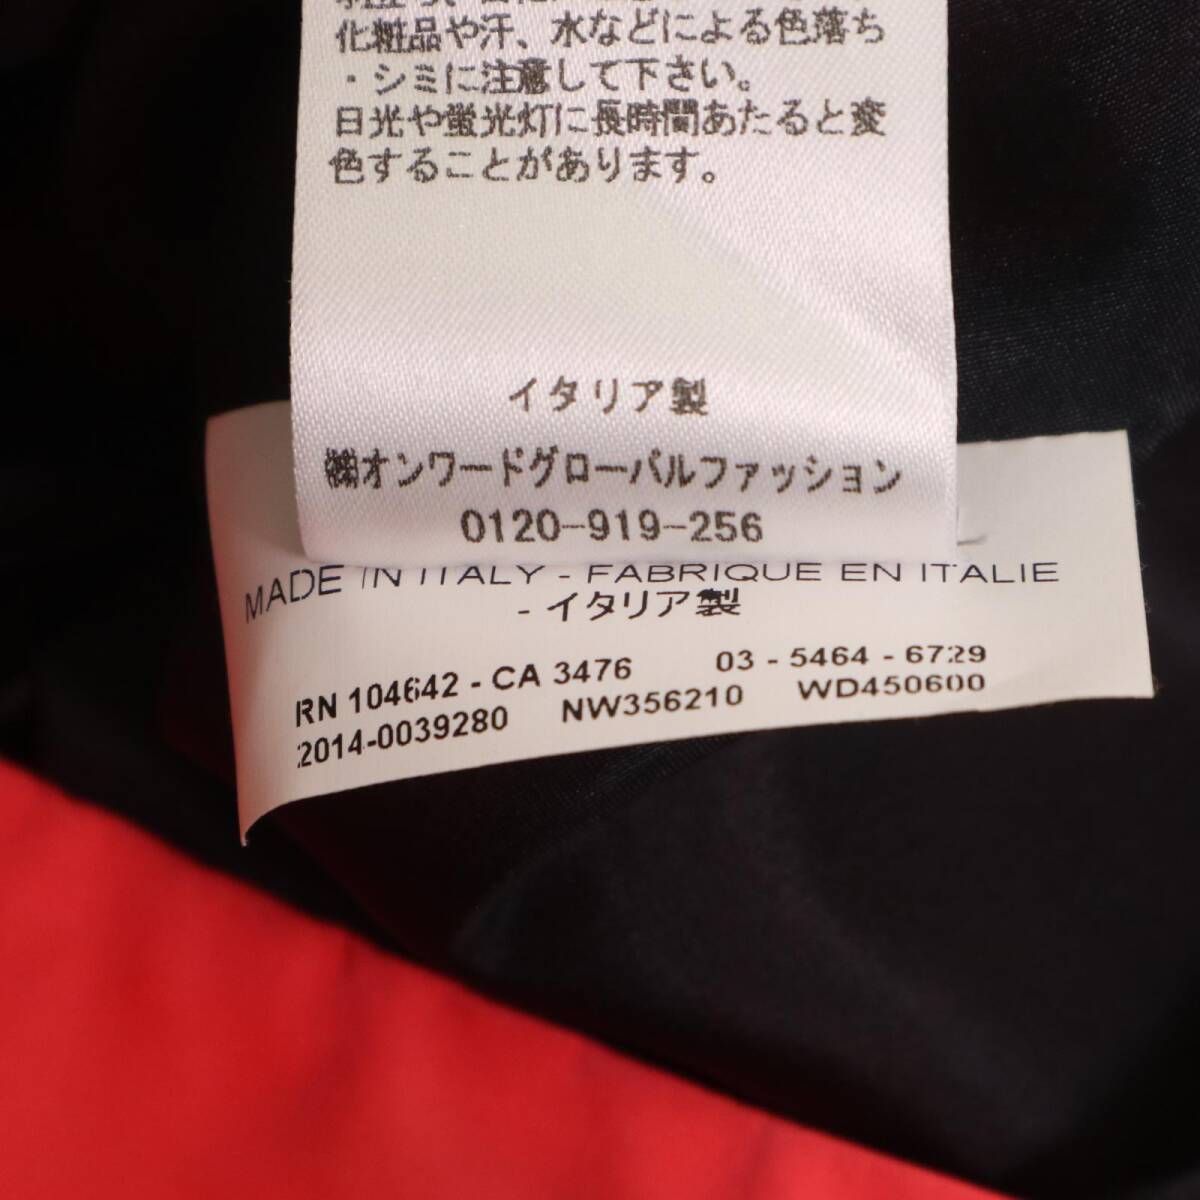 化粧品や汗、水などによる色落ち
・シミに注意して下さい。
日光や蛍光灯に長時間あたると変
色することがあります。
イタリア製
㈱オンワードグローバルファッション
0120-919-256
MADE IN ITALY - FABRIQUE EN ITALIE
- イタリア製
RN 104642 - CA 3476 03 - 5464 - 6729
2014-0039280 NW356210 WD450600